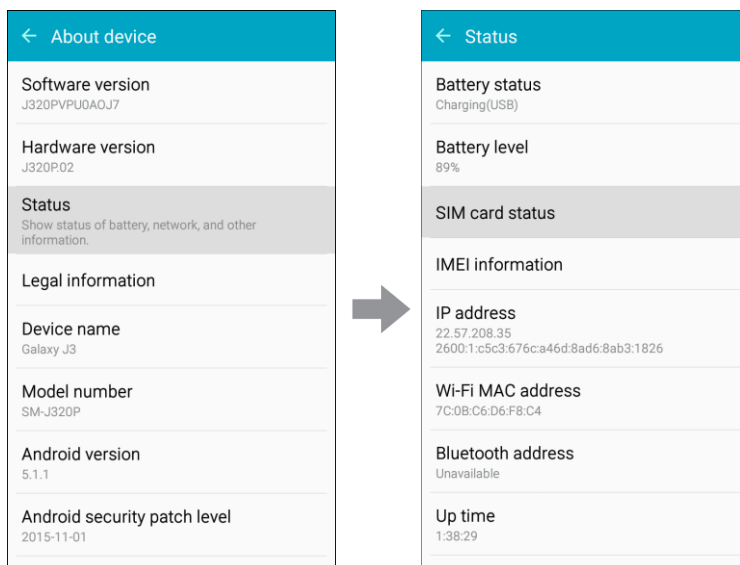 ← About device
Software version
J320PVPU0AOJ7
Hardware version
J320P.02
Status
Show status of battery, network, and other
information.
Legal information
Device name
Galaxy J3
Model number
SM-J320P
Android version
5.1.1
Android security patch level
2015-11-01
← Status
Battery status
Charging(USB)
Battery level
89%
SIM card status
IMEI information
IP address
22.57.208.35
2600:1:c5c3:676c:a46d:8ad6:8ab3:1826
Wi-Fi MAC address
7C:0B:C6:D6:F8:C4
Bluetooth address
Unavailable
Up time
1:38:29